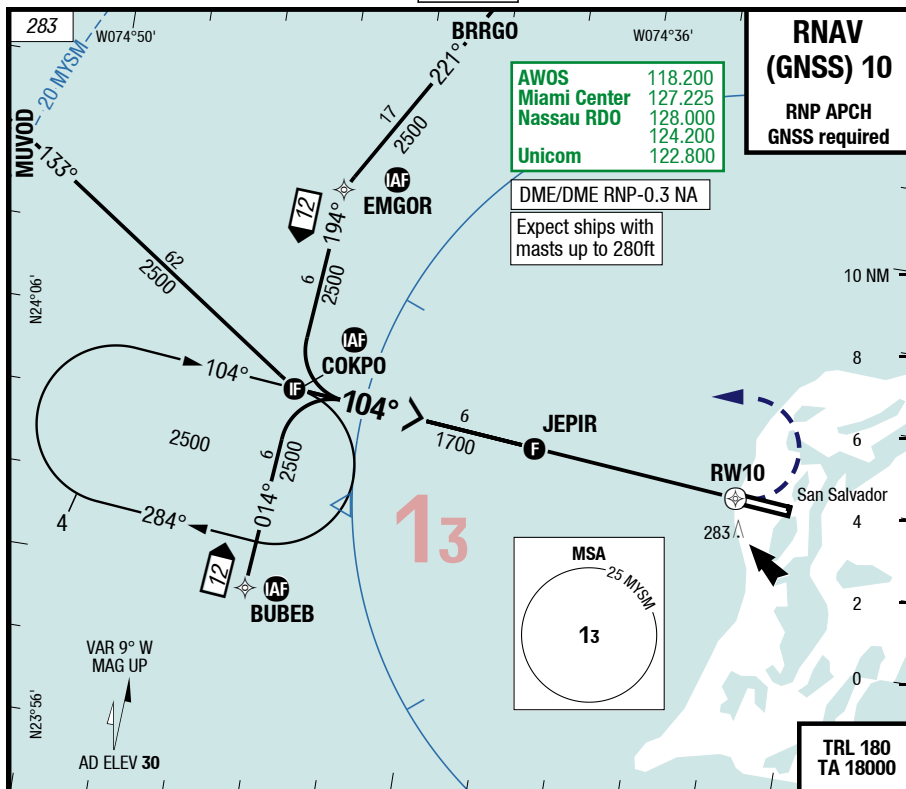 283
W074°50'
BRRGO
W074°36'
RNAV
(GNSS) 10
RNP APCH
GNSS required
20 MYSM
221°
17
2500
AWOS 118.200
Miami Center 127.225
Nassau RDO 128.000
124.200
Unicom 122.800
MUVOD
133°
IAF
EMGOR
12
194°
6
2500
DME/DME RNP-0.3 NA
Expect ships with
masts up to 280ft
62
2500
10 NM
N24°06'
IAF
COKPO
8
104°
IF
104°
6
1700
JEPIR
F
6
2500
6
2500
RW10
San Salvador
4
284°
014°
4
13
283
12
IAF
BUBEB
MSA
25 MYSM
13
2
VAR 9° W
MAG UP
0
N23°56'
AD ELEV 30
TRL 180
TA 18000